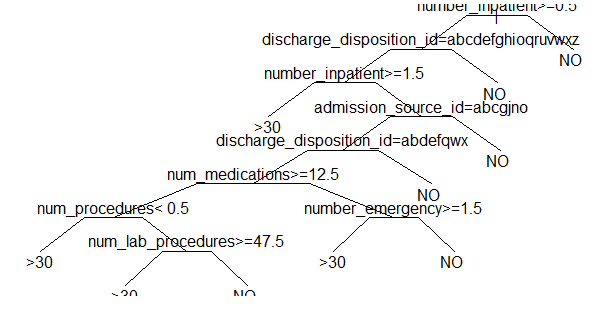 number_inpatient>=0.5
discharge_disposition_id=abcdefghioqruvwxz
NO
number_inpatient>=1.5
NO
admission_source_id=abcgjno
>30
discharge_disposition_id=abdefqwx
NO
num_medications>=12.5
NO
num_procedures< 0.5
number_emergency>=1.5
num_lab_procedures>=47.5
>30
>30
NO
>30
NO